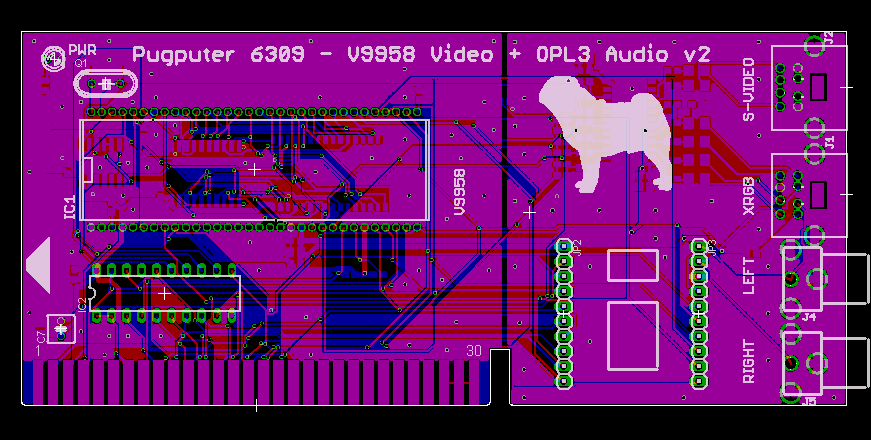 PWR
Q1
Pugputer 6309 - V9958 Video + OPL3 Audio v2
J2
S-VIDEO
J1
IC1
V9958
XRGB
JP2
JP3
LEFT
IC2
J4
C7
1
30
RIGHT
J5